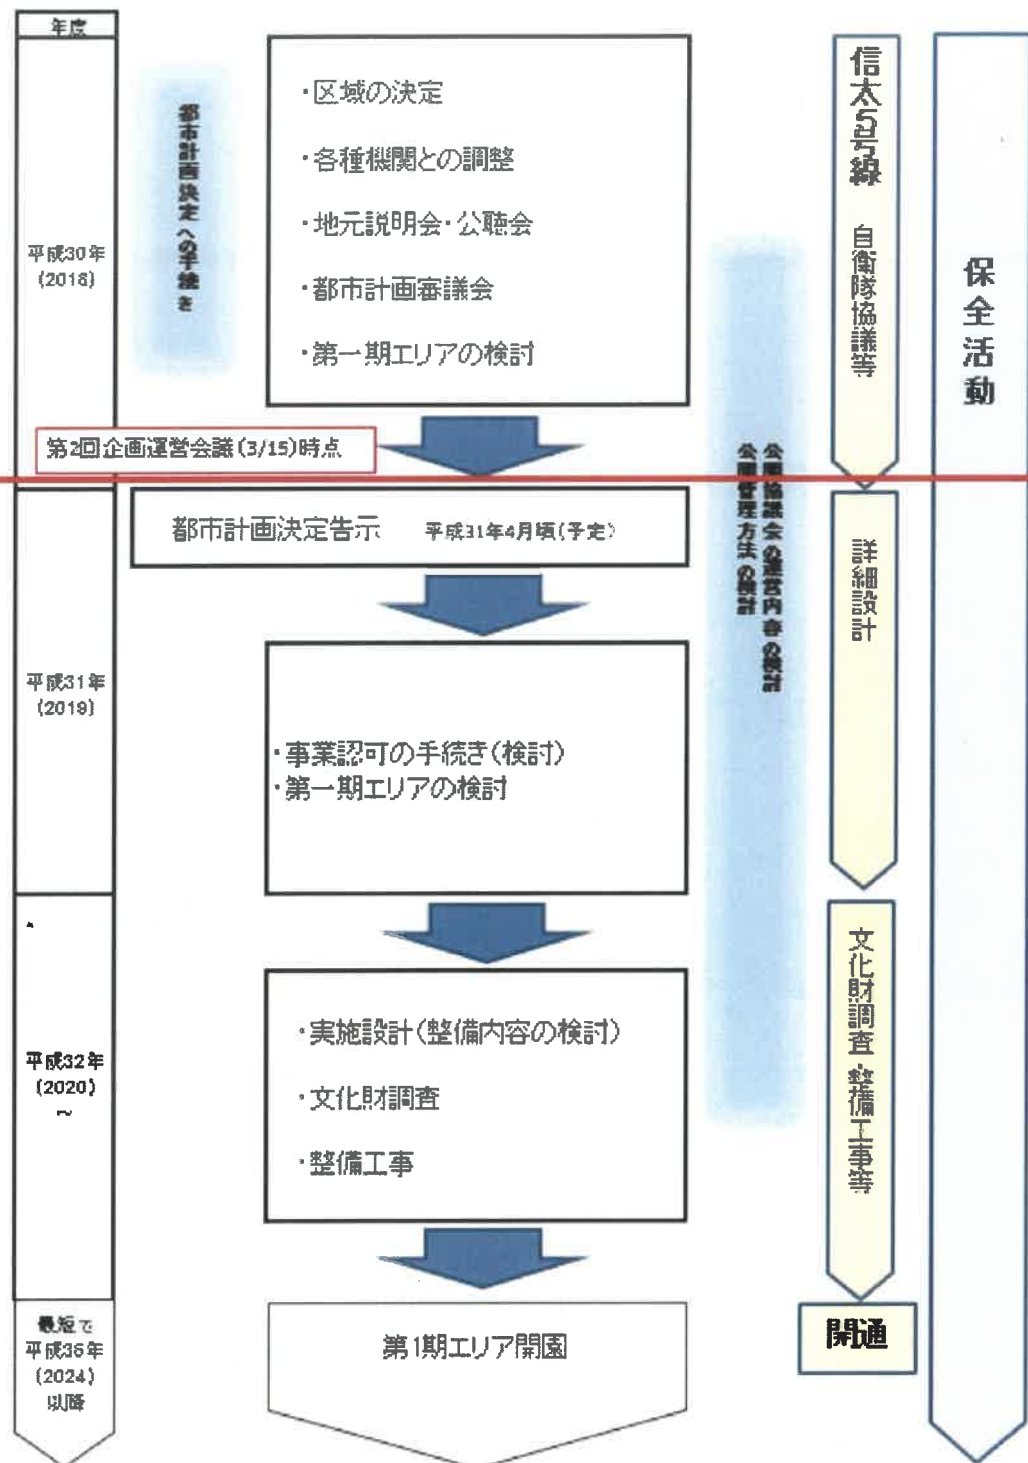 年度
平成30年
(2018)
都市計画決定への手続き
・区域の決定
・各種機関との調整
・地元説明会・公聴会
・都市計画審議会
・第一期エリアの検討
第2回企画運営会議(3/15)時点
都市計画決定告示 平成31年4月頃(予定)
平成31年
(2019)
・事業認可の手続き(検討)
・第一期エリアの検討
平成32年
(2020)
～
・実施設計(整備内容の検討)
・文化財調査
・整備工事
最短で
平成36年
(2024)
以降
第1期エリア開園
公園協議会の運営内容の検討
公園管理方法の検討
信太5号線 自衛隊協議等
詳細設計
文化財調査・整備工事等
開通
保全活動